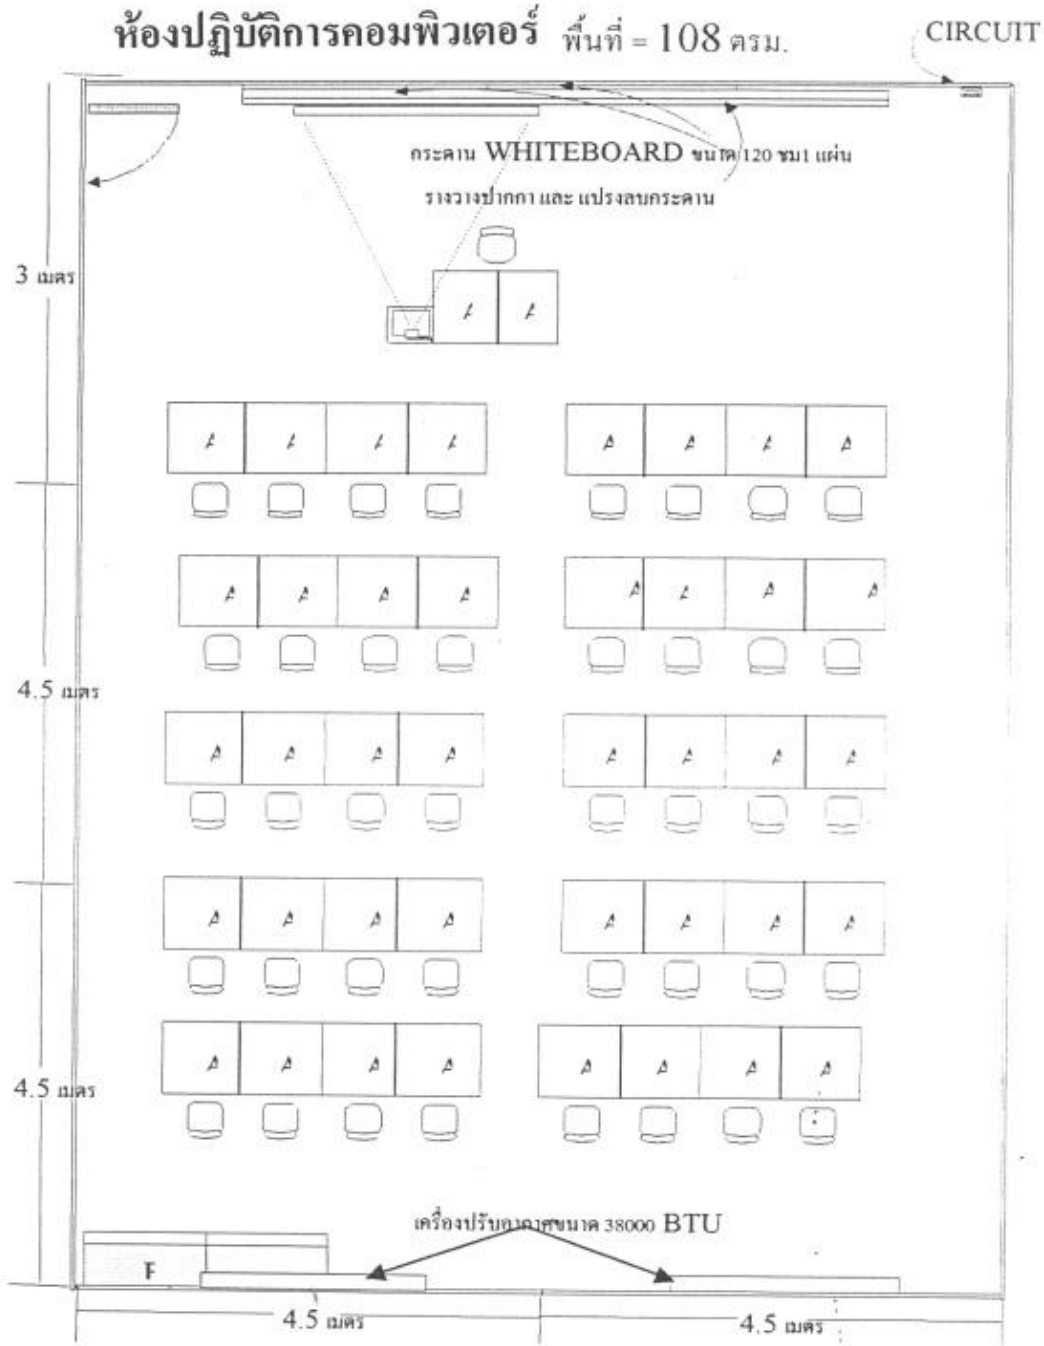 ห้องปฏิบัติการคอมพิวเตอร์ พื้นที่ = 108 ตรม.
CIRCUIT
กระดาน WHITEBOARD ขนาด 120 ซม1 แผ่น
รางวางปากกา และ แปรงลบกระดาน
3 เมตร
4.5 เมตร
4.5 เมตร
เครื่องปรับอากาศขนาด 38000 BTU
F
4.5 เมตร
4.5 เมตร